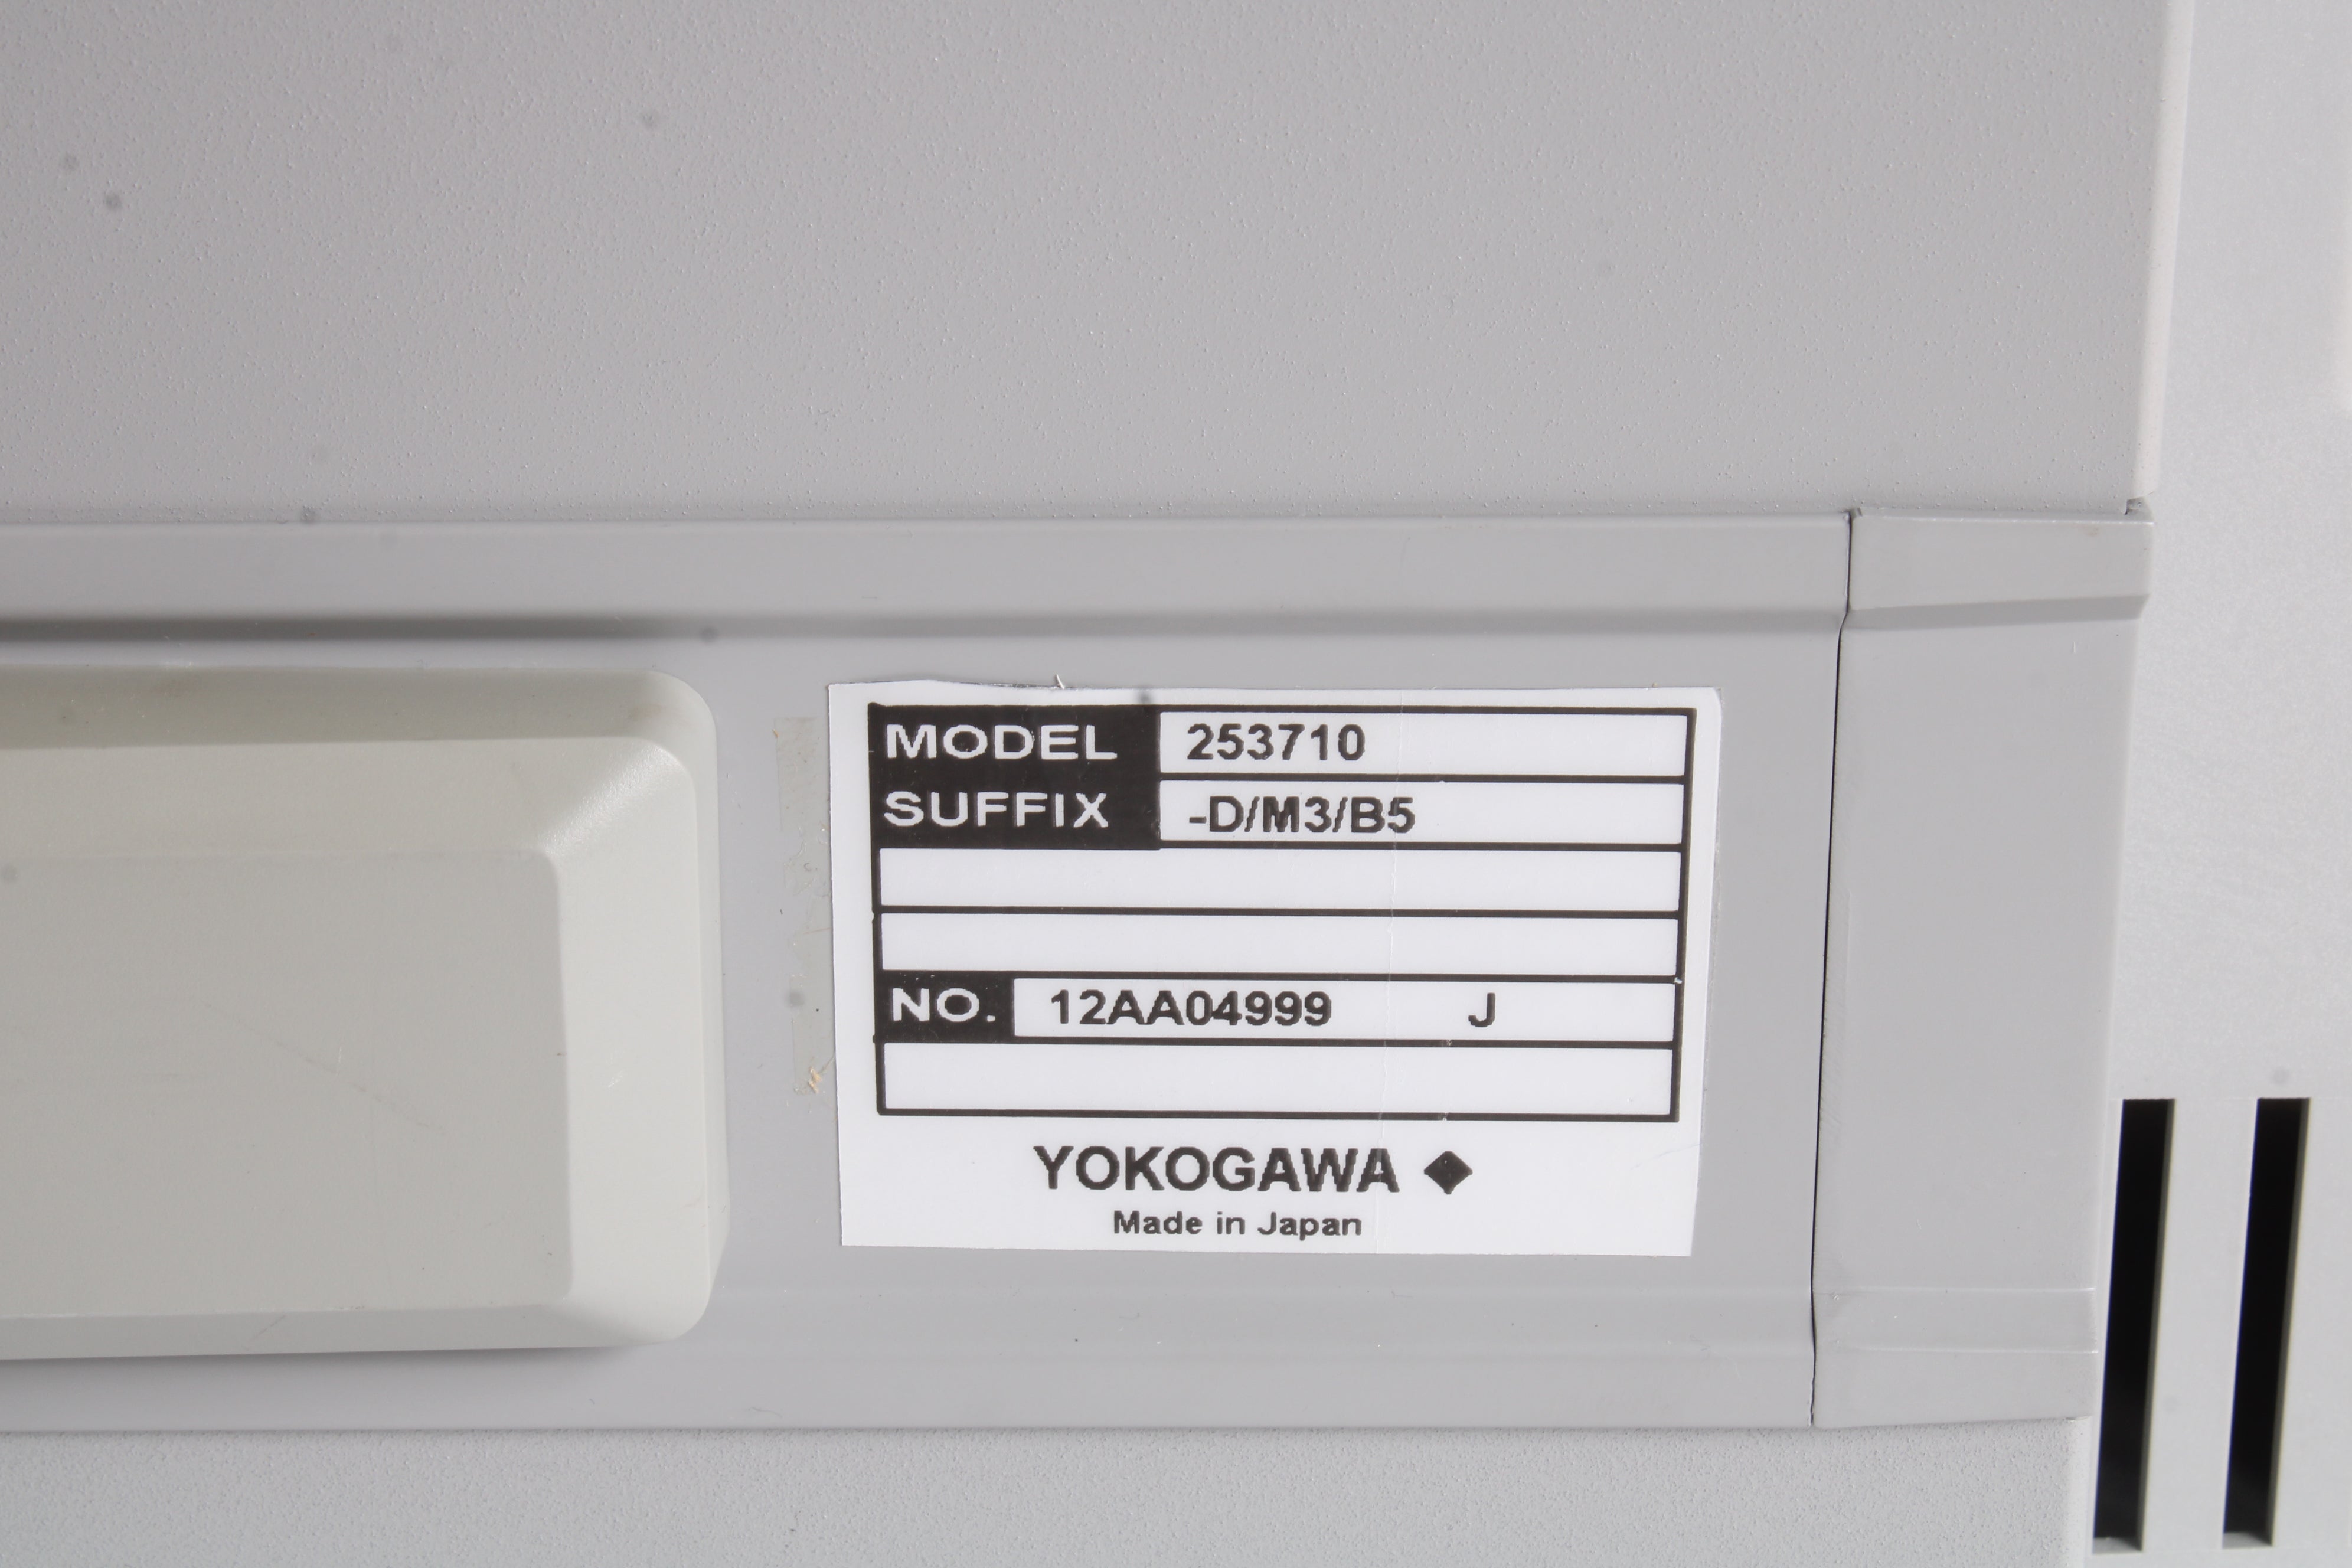 MODEL 253710
SUFFIX -D/M3/B5
NO. 12AA04999 J
YOKOGAWA ◆
Made in Japan